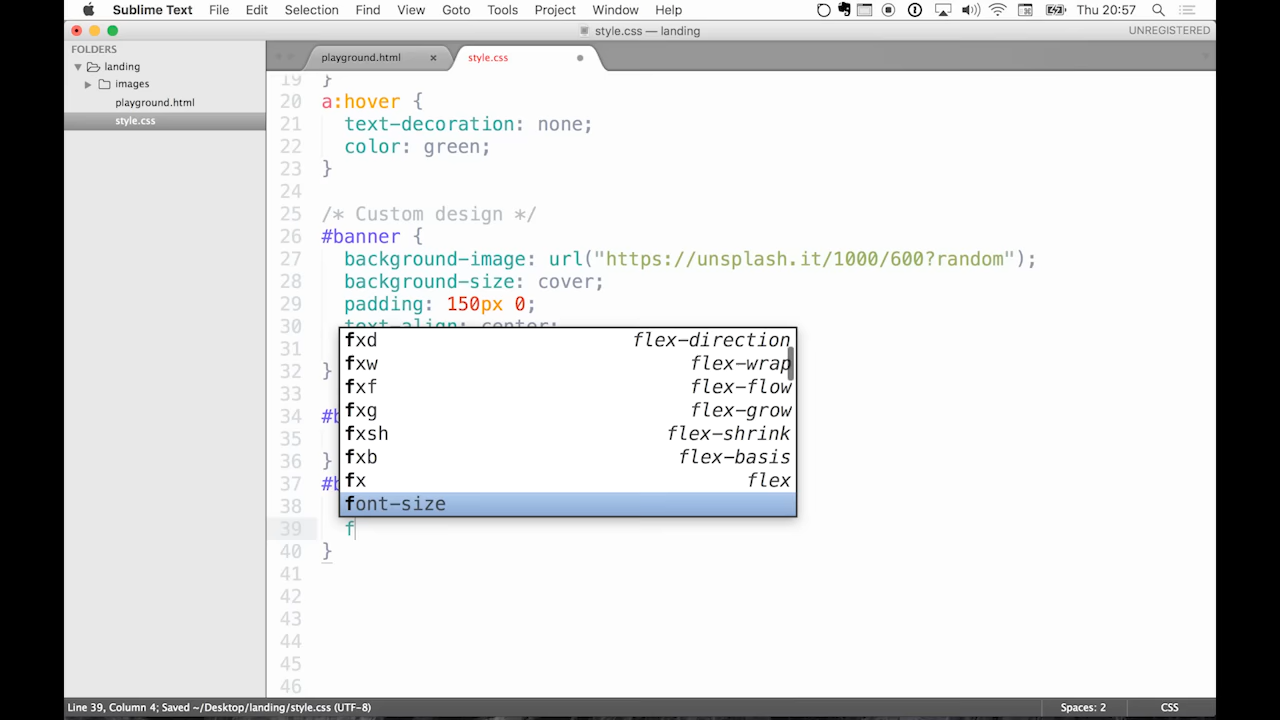 Sublime Text File Edit Selection Find View Goto Tools Project Window Help Thu 20:57
style.css — landing UNREGISTERED
FOLDERS
landing
images
playground.html
style.css
playground.html × style.css
19 }
20 a:hover {
21 text-decoration: none;
22 color: green;
23 }
24
25 /* Custom design */
26 #banner {
27 background-image: url("https://unsplash.it/1000/600?random");
28 background-size: cover;
29 padding: 150px 0;
30 text-align: center;
31
32 }
33
34 #b
35
36 }
37 #b
38
39 f
40 }
41
42
43
44
45
46
fxd flex-direction
fxw flex-wrap
fxf flex-flow
fxg flex-grow
fxsh flex-shrink
fxb flex-basis
fx flex
font-size
Line 39, Column 4; Saved ~/Desktop/landing/style.css (UTF-8) Spaces: 2 CSS